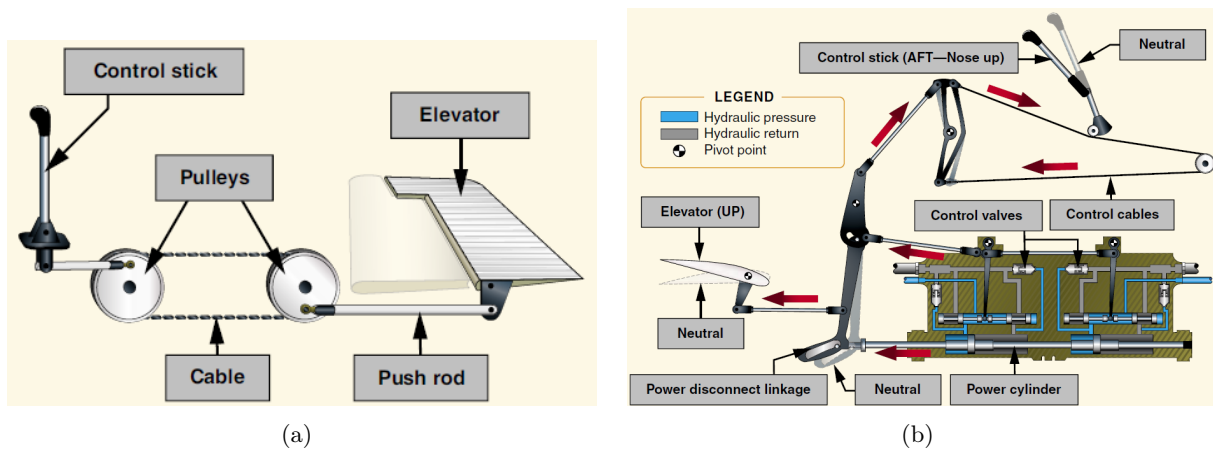 Control stick
Elevator
Pulleys
Cable
Push rod
(a)
Control stick (AFT—Nose up)
Neutral
LEGEND
Hydraulic pressure
Hydraulic return
Pivot point
Elevator (UP)
Control valves
Control cables
Neutral
Power disconnect linkage
Neutral
Power cylinder
(b)